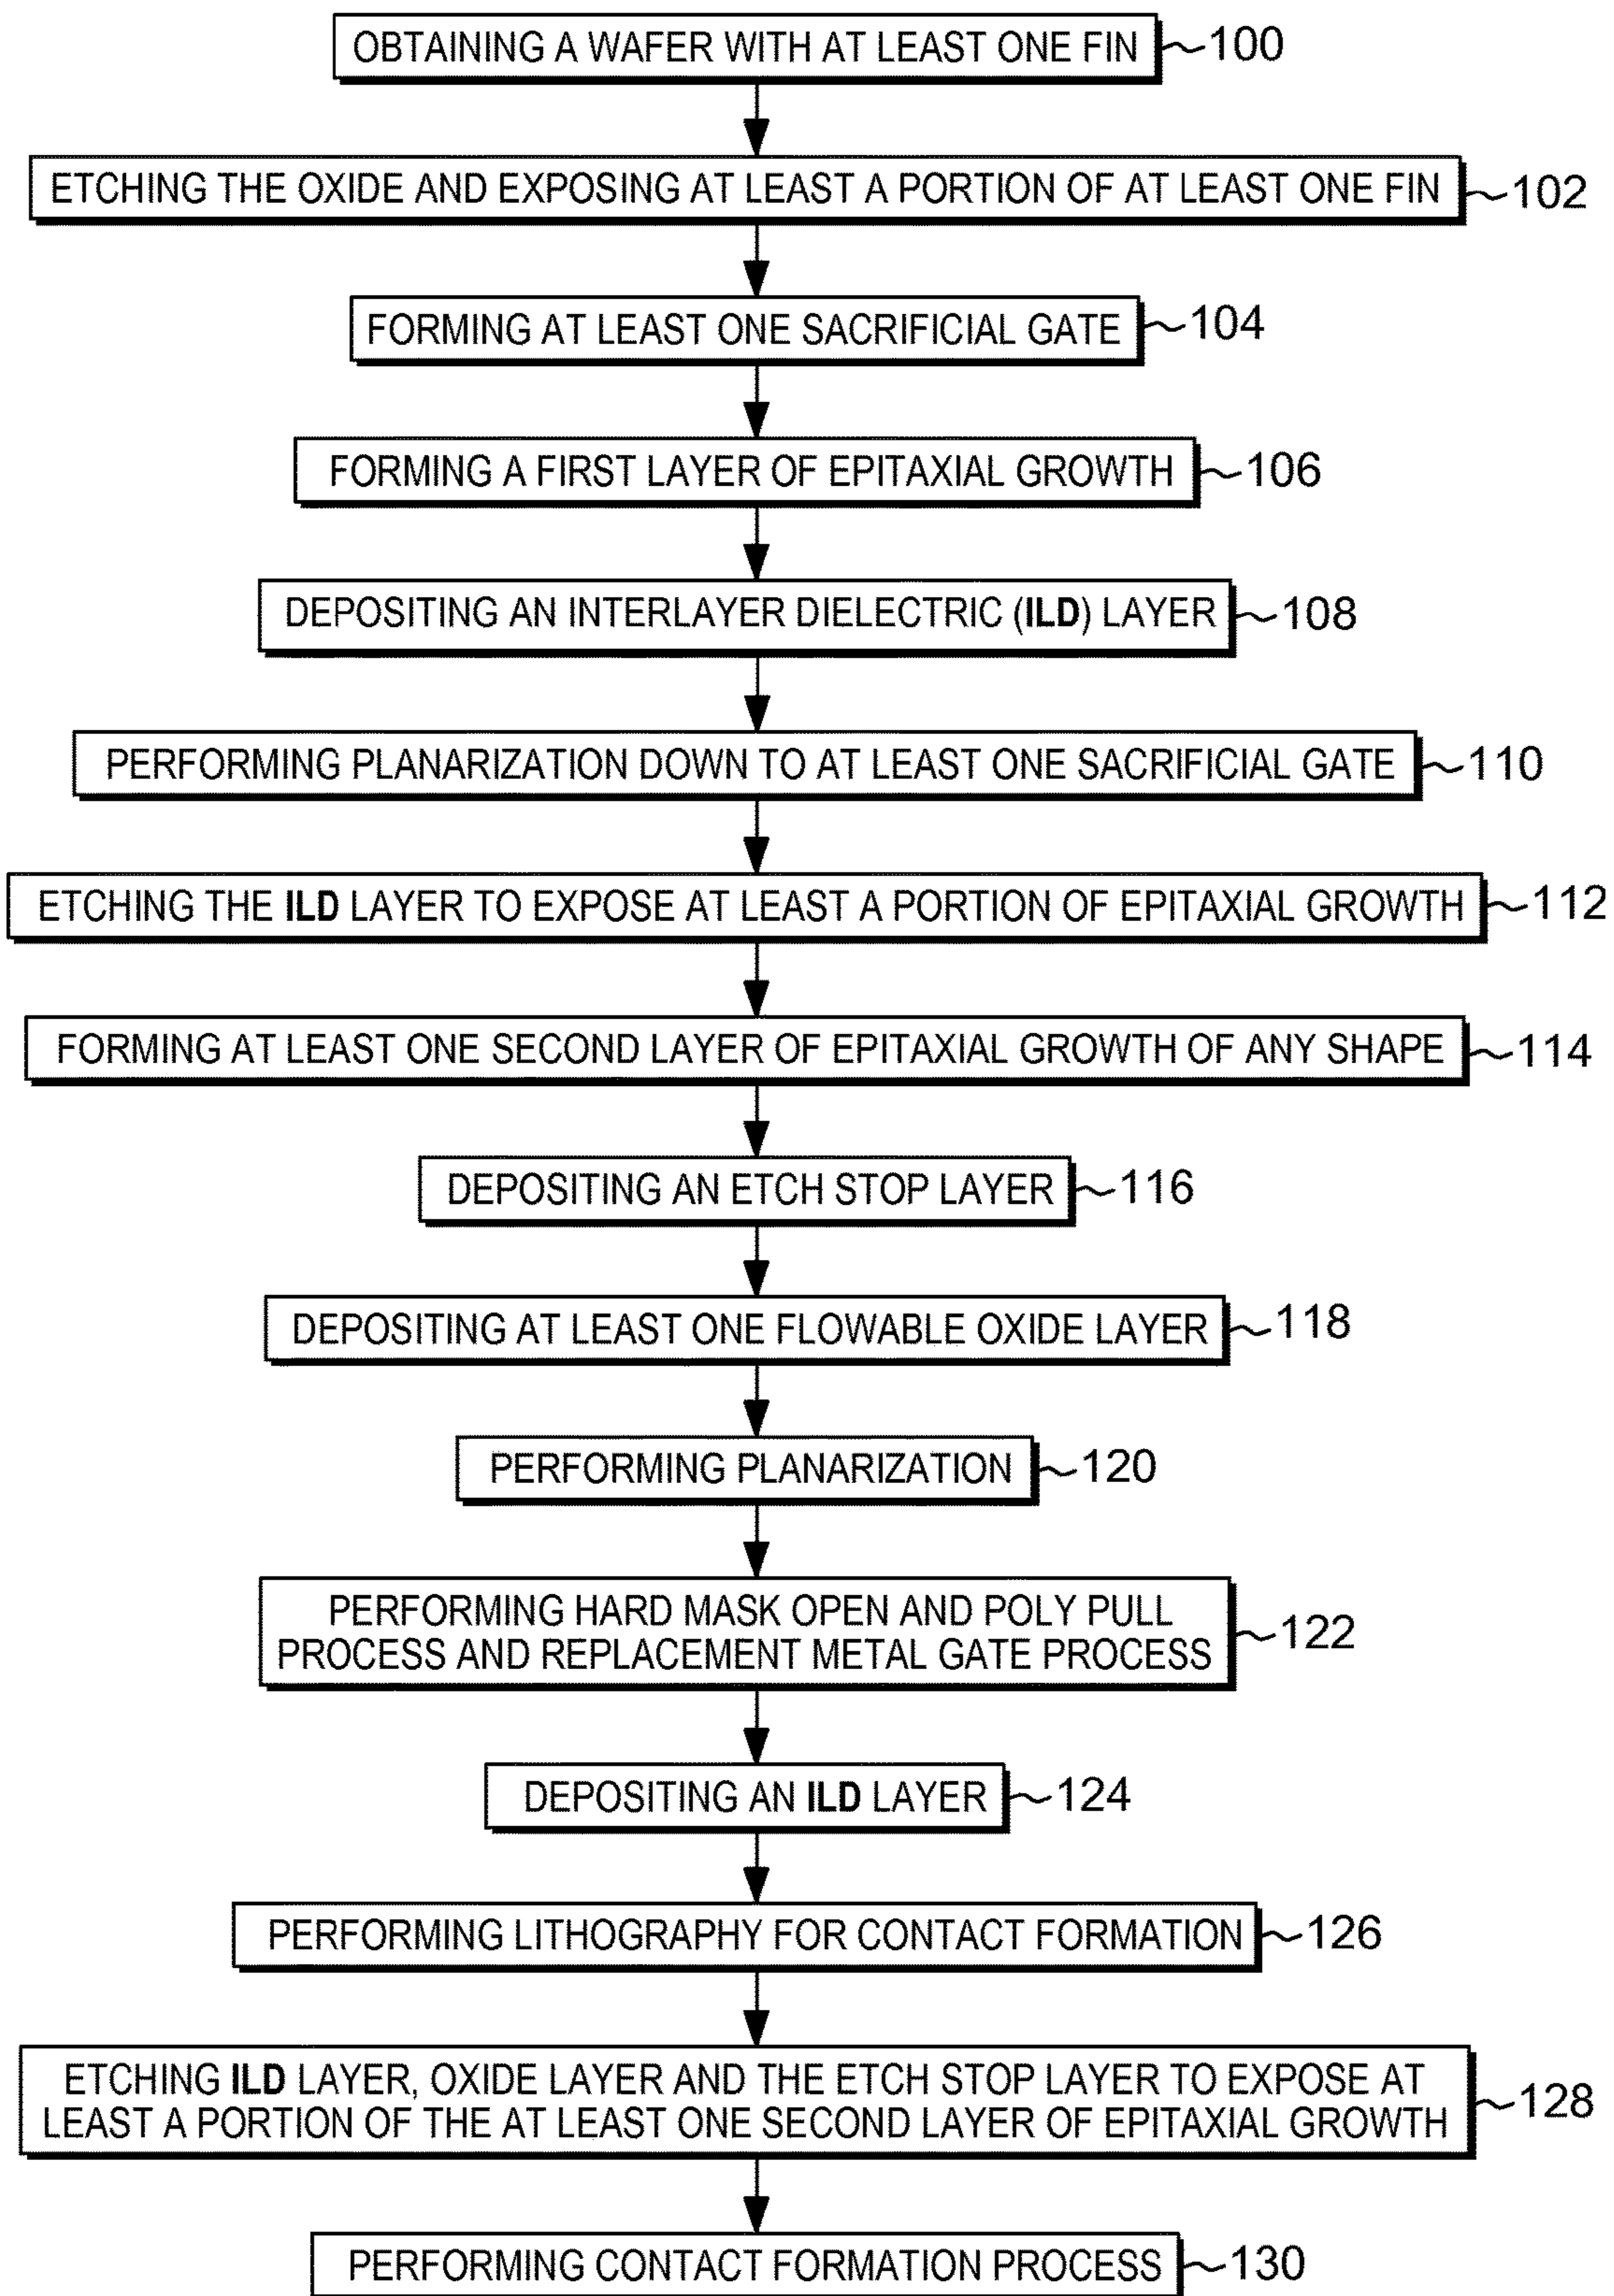 OBTAINING A WAFER WITH AT LEAST ONE FIN 100
ETCHING THE OXIDE AND EXPOSING AT LEAST A PORTION OF AT LEAST ONE FIN 102
FORMING AT LEAST ONE SACRIFICIAL GATE 104
FORMING A FIRST LAYER OF EPITAXIAL GROWTH 106
DEPOSITING AN INTERLAYER DIELECTRIC (ILD) LAYER 108
PERFORMING PLANARIZATION DOWN TO AT LEAST ONE SACRIFICIAL GATE 110
ETCHING THE ILD LAYER TO EXPOSE AT LEAST A PORTION OF EPITAXIAL GROWTH 112
FORMING AT LEAST ONE SECOND LAYER OF EPITAXIAL GROWTH OF ANY SHAPE 114
DEPOSITING AN ETCH STOP LAYER 116
DEPOSITING AT LEAST ONE FLOWABLE OXIDE LAYER 118
PERFORMING PLANARIZATION 120
PERFORMING HARD MASK OPEN AND POLY PULL
PROCESS AND REPLACEMENT METAL GATE PROCESS 122
DEPOSITING AN ILD LAYER 124
PERFORMING LITHOGRAPHY FOR CONTACT FORMATION 126
ETCHING ILD LAYER, OXIDE LAYER AND THE ETCH STOP LAYER TO EXPOSE AT
LEAST A PORTION OF THE AT LEAST ONE SECOND LAYER OF EPITAXIAL GROWTH 128
PERFORMING CONTACT FORMATION PROCESS 130